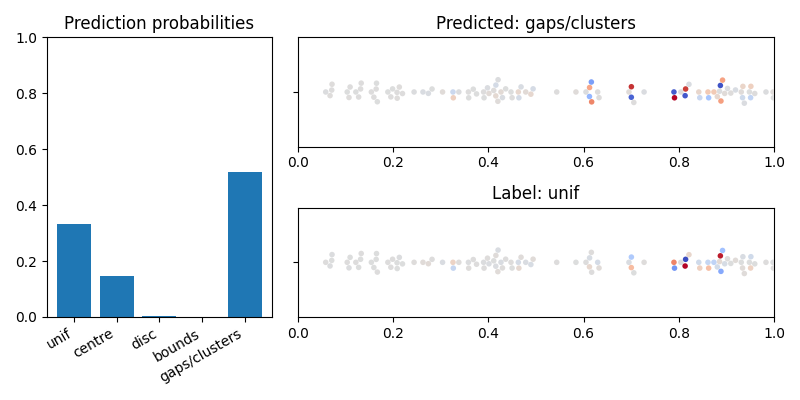 Prediction probabilities
1.0
0.8
0.6
0.4
0.2
0.0
unif
centre
disc
bounds
gaps/clusters
Predicted: gaps/clusters
0.0 0.2 0.4 0.6 0.8 1.0
Label: unif
0.0 0.2 0.4 0.6 0.8 1.0